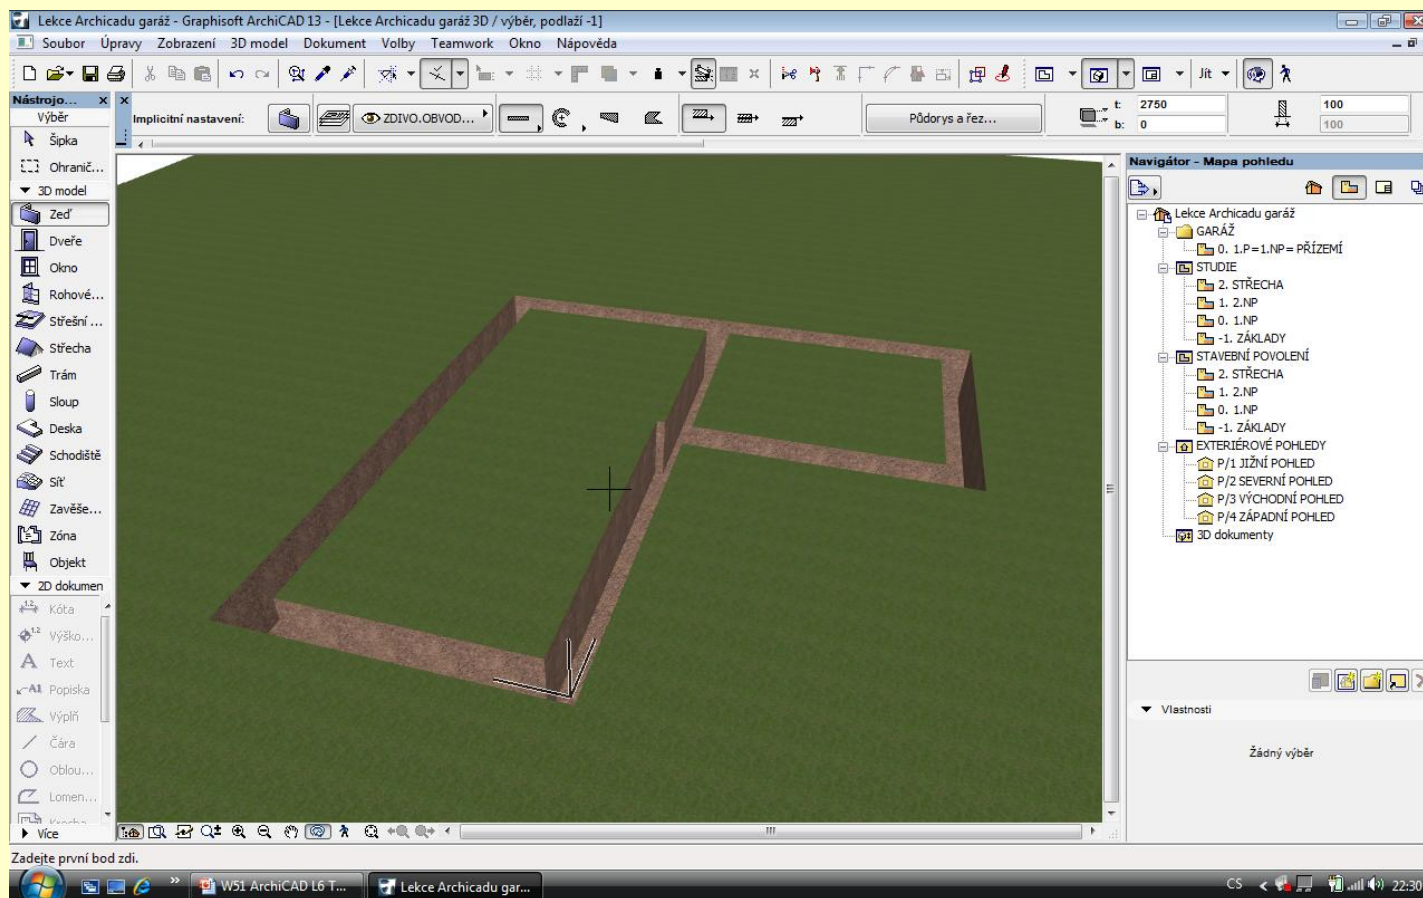 Lekce Archicadu garáž - Graphisoft ArchiCAD 13 - [Lekce Archicadu garáž 3D / výběr, podlaží -1]
Soubor Úpravy Zobrazení 3D model Dokument Volby Teamwork Okno Nápověda
Jít
Nástrojo... x
Výběr
Šipka
Ohranič...
3D model
Zeď
Dveře
Okno
Rohové...
Střešní ...
Střecha
Trám
Sloup
Deska
Schodiště
Síť
Zavěše...
Zóna
Objekt
2D dokumen
Kóta
Výško...
Text
Popiska
Výplň
Čára
Oblou...
Lomen...
Více
Implicitní nastavení:
ZDIVO.OBVOD...
Půdorys a řez...
t: 2750
b: 0
100
100
Navigátor - Mapa pohledu
Lekce Archicadu garáž
GARÁŽ
0. 1.P=1.NP= PŘÍZEMÍ
STUDIE
2. STŘECHA
1. 2.NP
0. 1.NP
-1. ZÁKLADY
STAVEBNÍ POVOLENÍ
2. STŘECHA
1. 2.NP
0. 1.NP
-1. ZÁKLADY
EXTERIÉROVÉ POHLEDY
P/1 JIŽNÍ POHLED
P/2 SEVERNÍ POHLED
P/3 VÝCHODNÍ POHLED
P/4 ZÁPADNÍ POHLED
3D dokumenty
Vlastnosti
Žádný výběr
Zadejte první bod zdi.
W51 ArchiCAD L6 T...
Lekce Archicadu gar...
CS
22:30